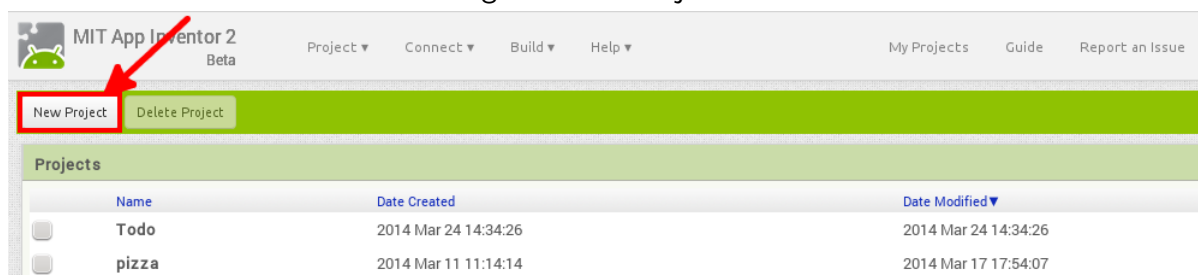 MIT App Inventor 2
Beta
Project ▾ Connect ▾ Build ▾ Help ▾ My Projects Guide Report an Issue
New Project Delete Project
Projects
Name Date Created Date Modified▼
Todo 2014 Mar 24 14:34:26 2014 Mar 24 14:34:26
pizza 2014 Mar 11 11:14:14 2014 Mar 17 17:54:07